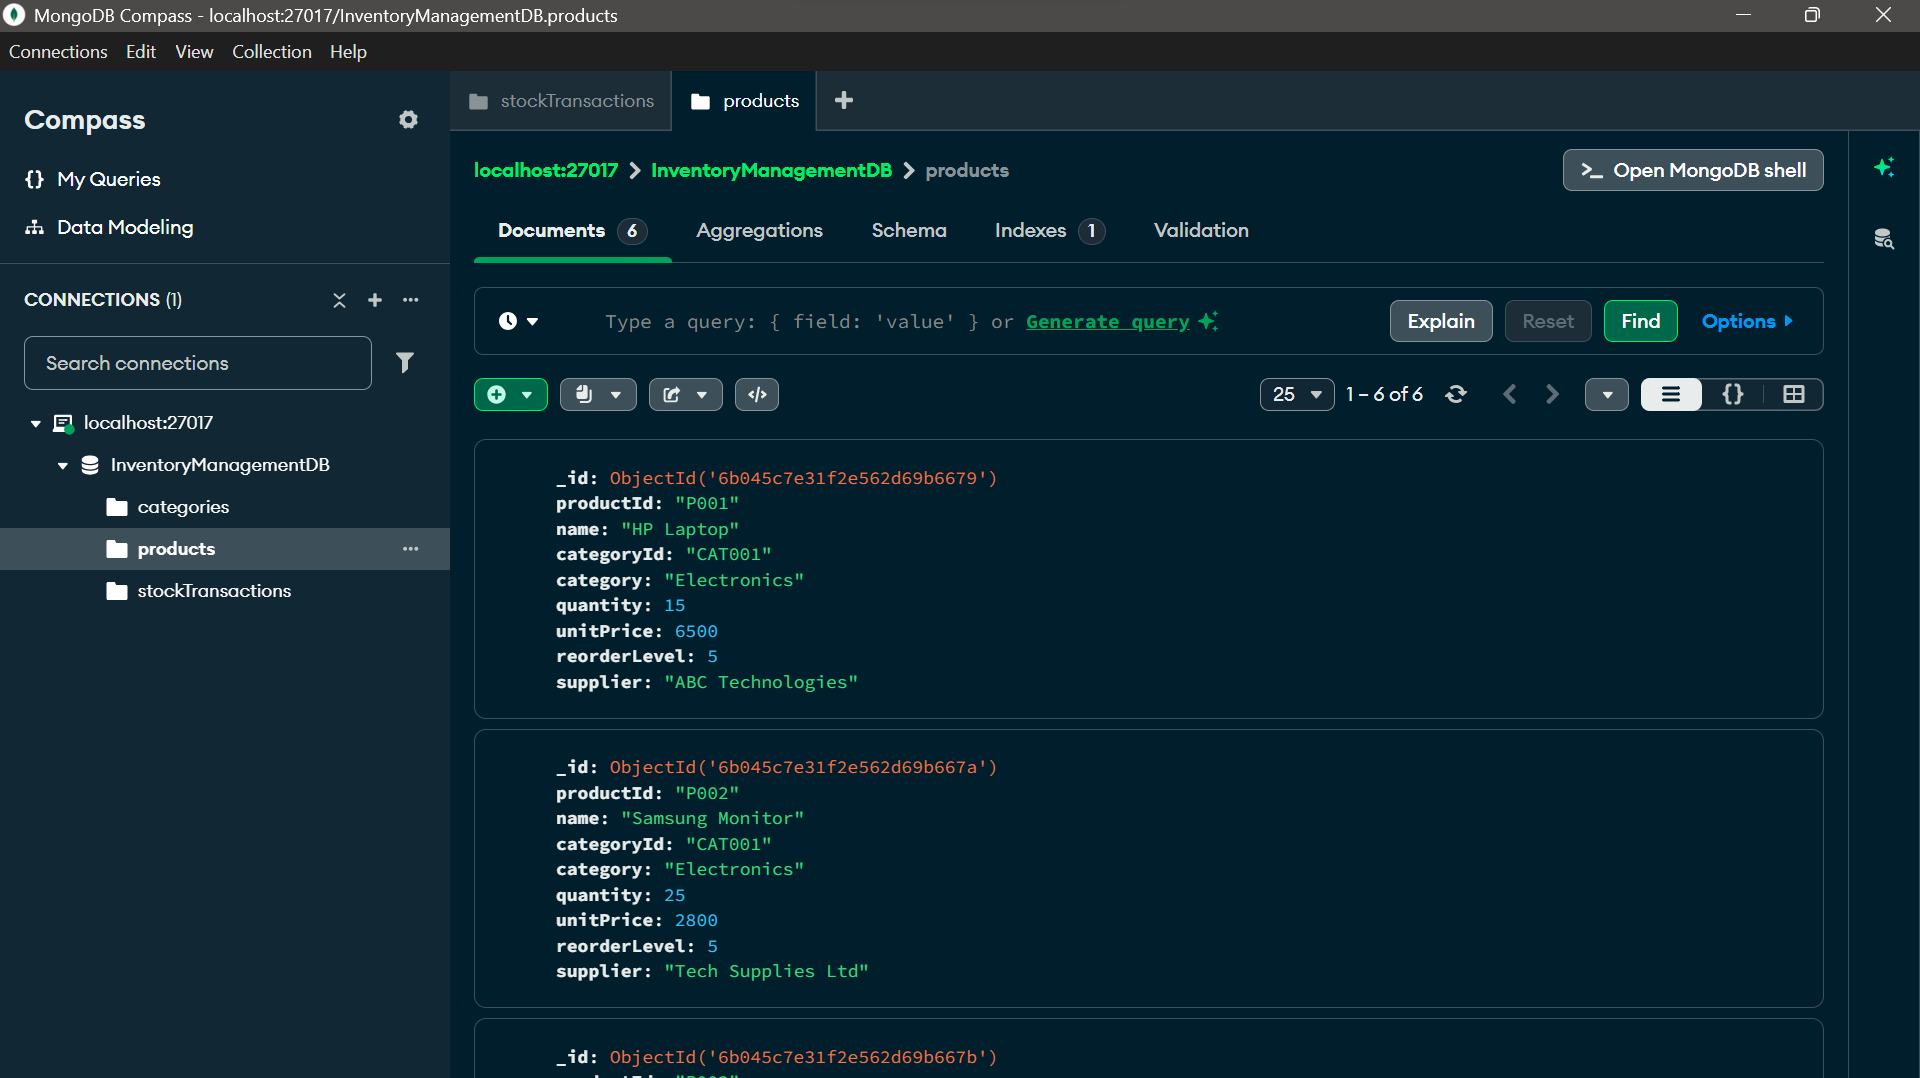 MongoDB Compass - localhost:27017/InventoryManagementDB.products
Connections Edit View Collection Help
Compass
{} My Queries
Data Modeling
CONNECTIONS (1)
Search connections
localhost:27017
InventoryManagementDB
categories
products
stockTransactions
stockTransactions products
localhost:27017 > InventoryManagementDB > products
>_ Open MongoDB shell
Documents 6 Aggregations Schema Indexes 1 Validation
Type a query: { field: 'value' } or Generate query
Explain Reset Find Options
25 1 – 6 of 6
_id: ObjectId('6b045c7e31f2e562d69b6679')
productId: "P001"
name: "HP Laptop"
categoryId: "CAT001"
category: "Electronics"
quantity: 15
unitPrice: 6500
reorderLevel: 5
supplier: "ABC Technologies"
_id: ObjectId('6b045c7e31f2e562d69b667a')
productId: "P002"
name: "Samsung Monitor"
categoryId: "CAT001"
category: "Electronics"
quantity: 25
unitPrice: 2800
reorderLevel: 5
supplier: "Tech Supplies Ltd"
_id: ObjectId('6b045c7e31f2e562d69b667b')